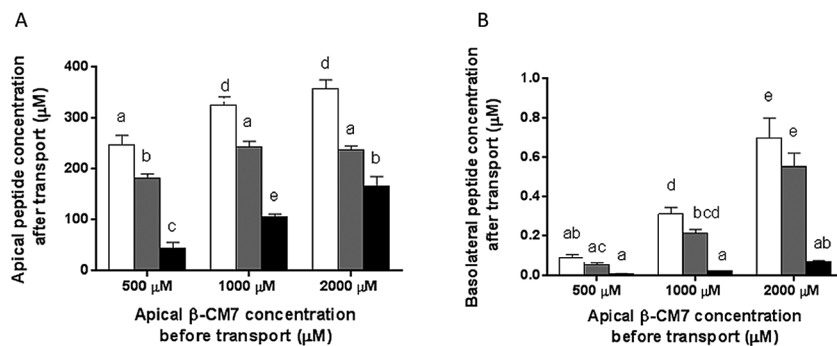 A
Apical peptide concentration
after transport (μM)
400
300
200
100
0
a
b
c
d
a
e
d
a
b
500 μM
1000 μM
2000 μM
Apical β-CM7 concentration
before transport
(μM)
B
Basolateral peptide concentration
after transport (μM)
1.0
0.8
0.6
0.4
0.2
0.0
ab
ac
a
d
bcd
a
e
e
ab
500 μM
1000 μM
2000 μM
Apical β-CM7 concentration
before transport (μM)